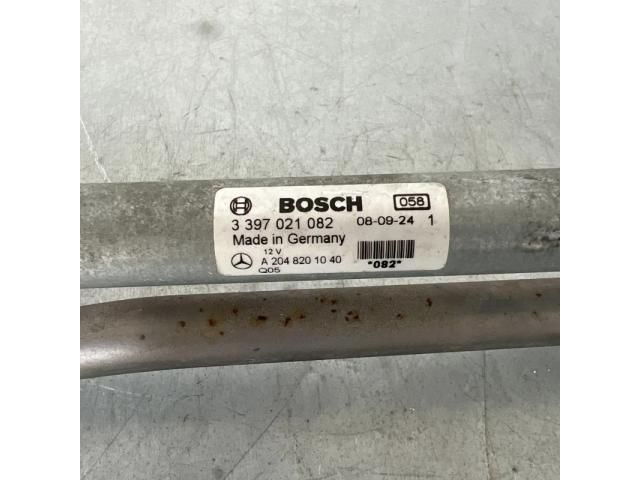 BOSCH 058
3 397 021 082 08-09-24 1
Made in Germany
12 V
A 204 820 10 40 *082*
Q05